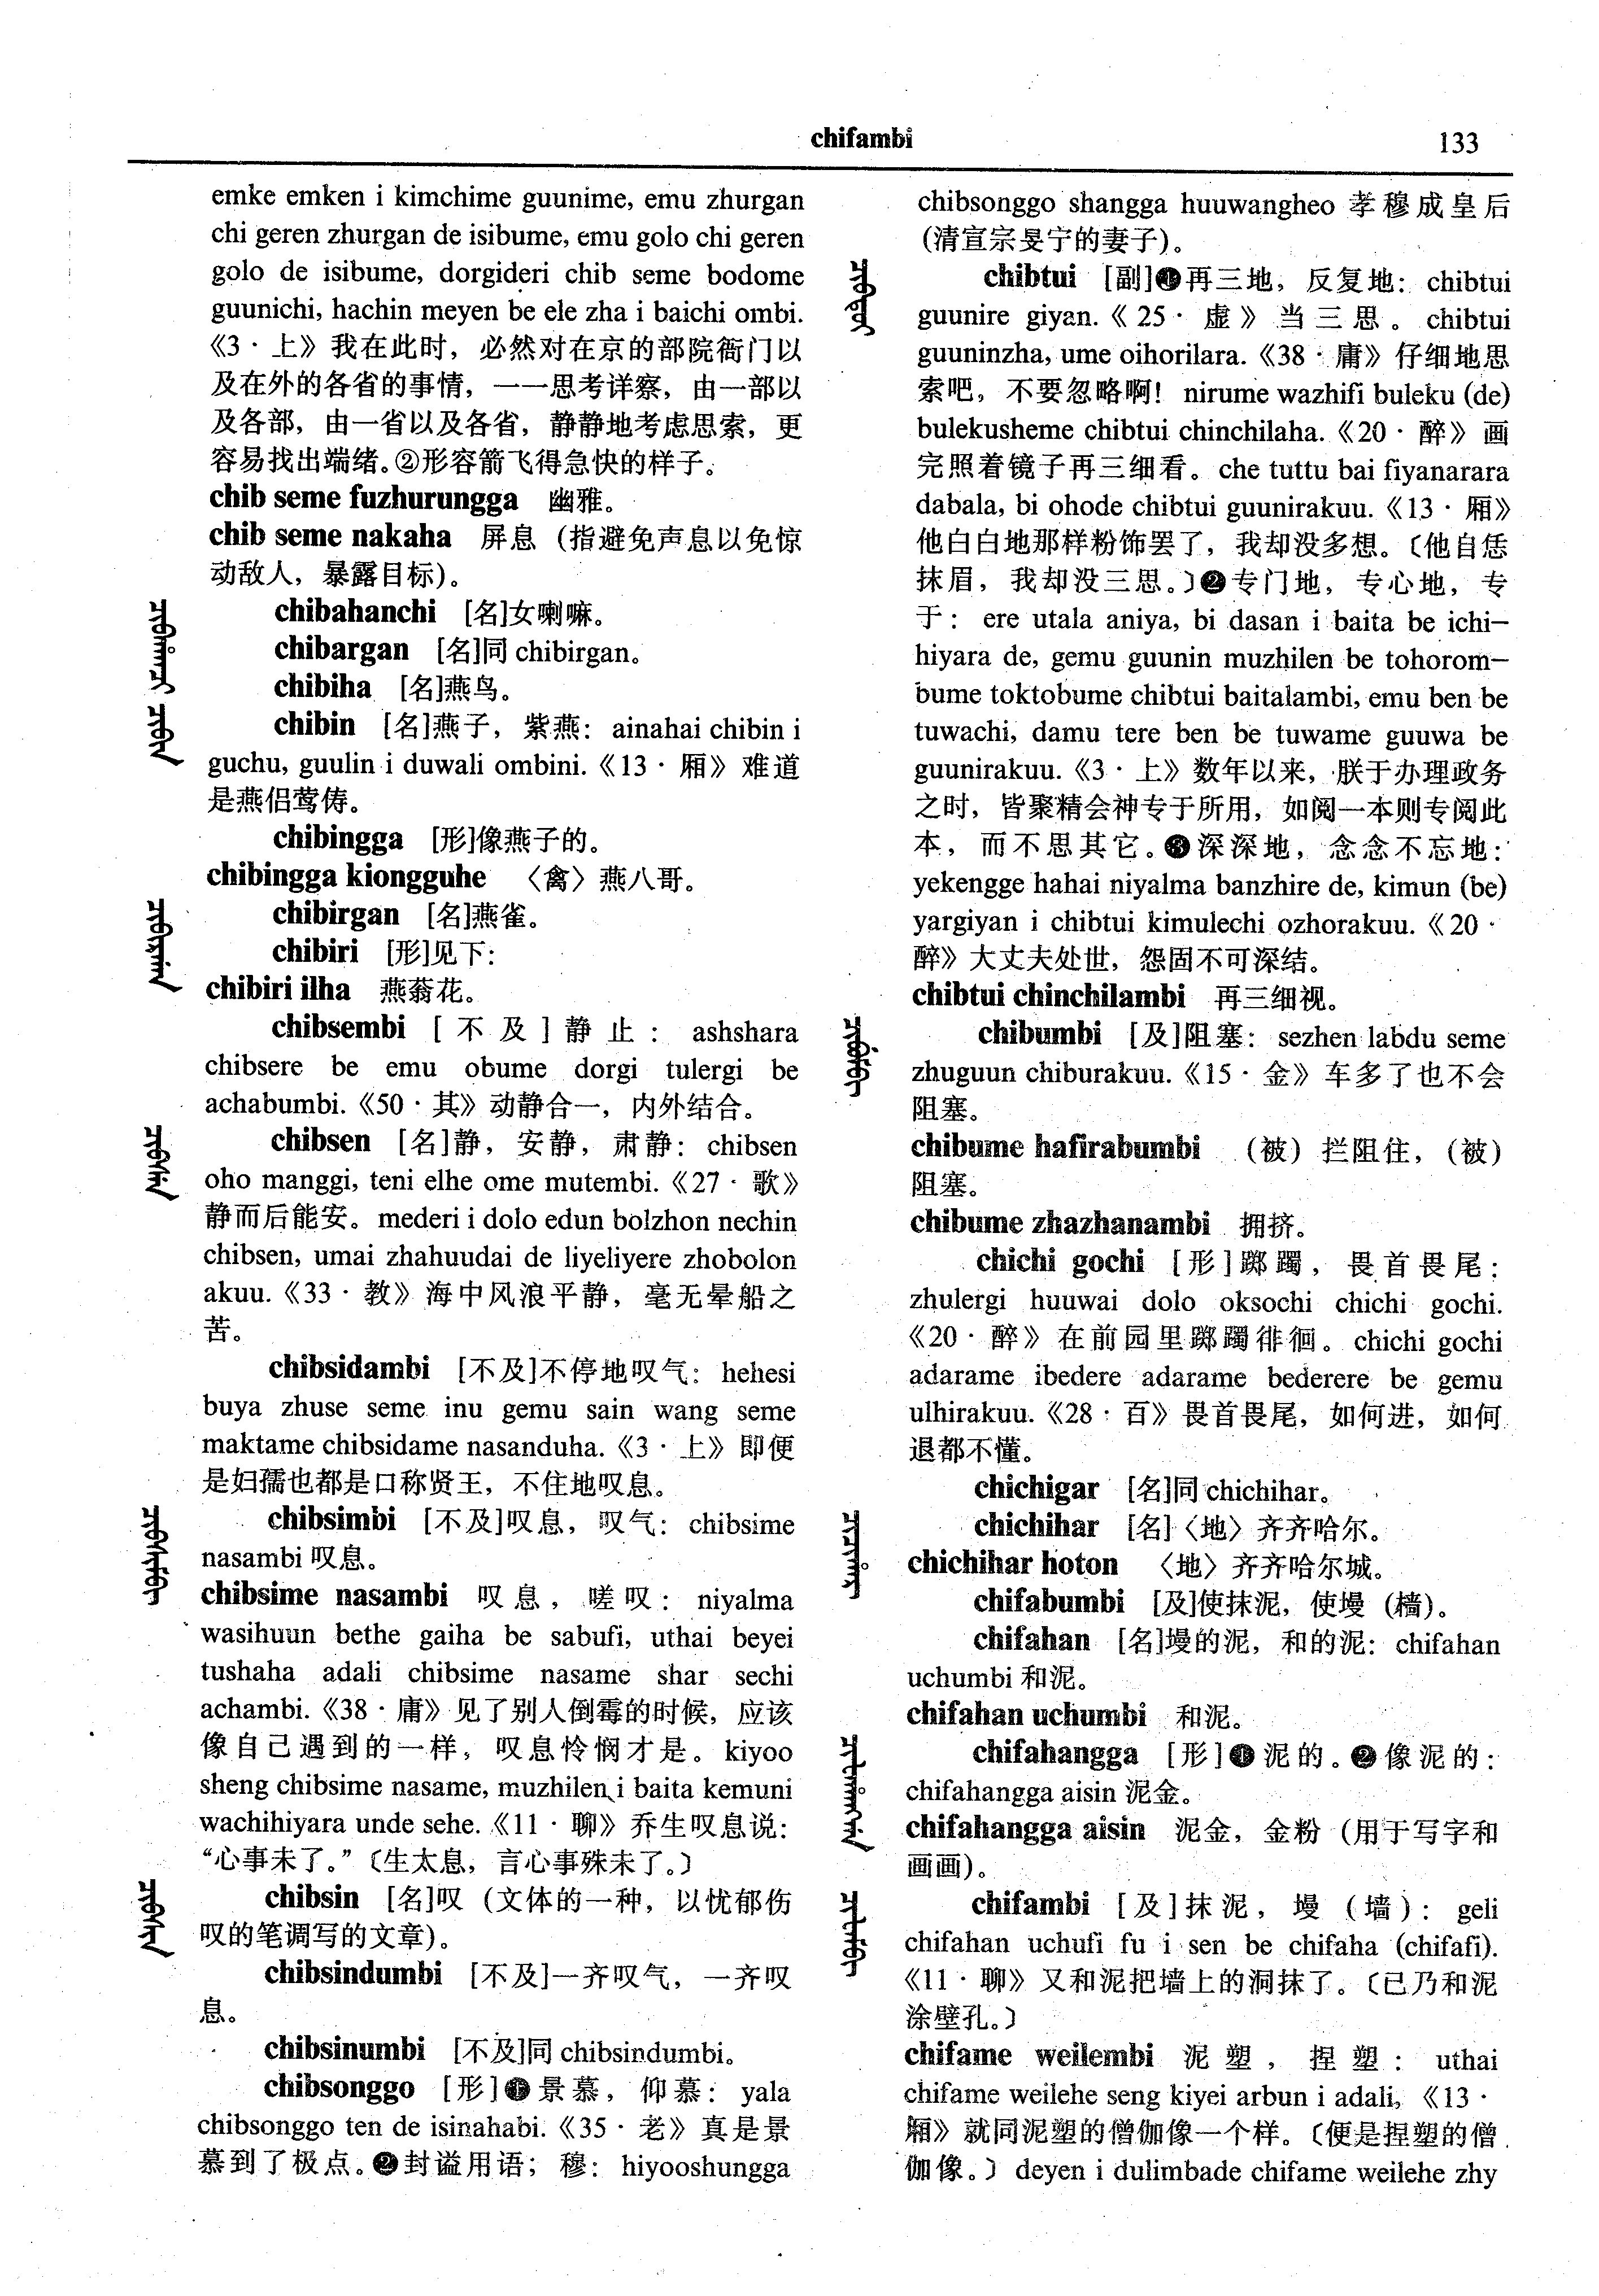 chifambi
133
emke emken i kimchime guunime, emu zhurgan
chi geren zhurgan de isibume, emu golo chi geren
golo de isibume, dorgideri chib seme bodome
guunichi, hachin meyen be ele zha i baichi ombi.
《3·上》我在此时，必然对在京的部院衙门以
及在外的各省的事情，一一思考详察，由一部以
及各部，由一省以及各省，静静地考虑思索，更
容易找出端绪。②形容箭飞得急快的样子。
chib seme fuzhurungga 幽雅。
chib seme nakaha 屏息（指避免声息以免惊
动敌人，暴露目标）。
chibahanchi [名]女喇嘛。
chibargan [名]同 chibirgan。
chibiha [名]燕鸟。
chibin [名]燕子，紫燕：ainahai chibin i
guchu, guulin i duwali ombini.《13·厢》难道
是燕侣莺俦。
chibingga [形]像燕子的。
chibingga kiongguhe 〈禽〉燕八哥。
chibirgan [名]燕雀。
chibiri [形]见下：
chibiri ilha 燕蓊花。
chibsembi [不及]静止：ashshara
chibsere be emu obume dorgi tulergi be
achabumbi.《50·其》动静合一，内外结合。
chibsen [名]静，安静，肃静：chibsen
oho manggi, teni elhe ome mutembi.《27·歌》
静而后能安。mederi i dolo edun bolzhon nechin
chibsen, umai zhahuudai de liyeliyere zhobolon
akuu.《33·教》海中风浪平静，毫无晕船之
苦。
chibsidambi [不及]不停地叹气：hehesi
buya zhuse seme inu gemu sain wang seme
maktame chibsidame nasanduha.《3·上》即便
是妇孺也都是口称贤王，不住地叹息。
chibsimbi [不及]叹息，叹气：chibsime
nasambi 叹息。
chibsime nasambi 叹息，嗟叹：niyalma
wasihuun bethe gaiha be sabufi, uthai beyei
tushaha adali chibsime nasame shar sechi
achambi.《38·庸》见了别人倒霉的时候，应该
像自己遇到的一样，叹息怜悯才是。kiyoo
sheng chibsime nasame, muzhilen i baita kemuni
wachihiyara unde sehe.《11·聊》乔生叹息说：
“心事未了。”〔生太息，言心事殊未了。〕
chibsin [名]叹（文体的一种，以忧郁伤
叹的笔调写的文章）。
chibsindumbi [不及]一齐叹气，一齐叹
息。
chibsinumbi [不及]同 chibsindumbi。
chibsonggo [形]❶景慕，仰慕：yala
chibsonggo ten de isinahabi.《35·老》真是景
慕到了极点。❷封谥用语；穆：hiyooshungga
chibsonggo shangga huuwangheo 孝穆成皇后
（清宣宗旻宁的妻子）。
chibtui [副]❶再三地，反复地：chibtui
guunire giyan.《25·虚》当三思。chibtui
guuninzha, ume oihorilara.《38·庸》仔细地思
索吧，不要忽略啊！nirume wazhifi buleku (de)
bulekusheme chibtui chinchilaha.《20·醉》画
完照着镜子再三细看。che tuttu bai fiyanarara
dabala, bi ohode chibtui guunirakuu.《13·厢》
他白白地那样粉饰罢了，我却没多想。〔他自恁
抹眉，我却没三思。〕❷专门地，专心地，专
于：ere utala aniya, bi dasan i baita be ichi—
hiyara de, gemu guunin muzhilen be tohorom—
bume toktobume chibtui baitalambi, emu ben be
tuwachi, damu tere ben be tuwame guuwa be
guunirakuu.《3·上》数年以来，朕于办理政务
之时，皆聚精会神专于所用，如阅一本则专阅此
本，而不思其它。❸深深地，念念不忘地：
yekengge hahai niyalma banzhire de, kimun (be)
yargiyan i chibtui kimulechi ozhorakuu.《20·
醉》大丈夫处世，怨固不可深结。
chibtui chinchilambi 再三细视。
chibumbi [及]阻塞：sezhen labdu seme
zhuguun chiburakuu.《15·金》车多了也不会
阻塞。
chibume hafirabumbi （被）拦阻住，（被）
阻塞。
chibume zhazhanambi 拥挤。
chichi gochi [形]踯躅，畏首畏尾：
zhulergi huuwai dolo oksochi chichi gochi.
《20·醉》在前园里踯躅徘徊。chichi gochi
adarame ibedere adarame bederere be gemu
ulhirakuu.《28：百》畏首畏尾，如何进，如何
退都不懂。
chichigar [名]同 chichihar。
chichihar [名]〈地〉齐齐哈尔。
chichihar hoton 〈地〉齐齐哈尔城。
chifabumbi [及]使抹泥，使墁（樯）。
chifahan [名]墁的泥，和的泥：chifahan
uchumbi 和泥。
chifahan uchumbi 和泥。
chifahangga [形]❶泥的。❷像泥的：
chifahangga aisin 泥金。
chifahangga aisin 泥金，金粉（用于写字和
画画）。
chifambi [及]抹泥，墁（墙）：geli
chifahan uchufi fu i sen be chifaha (chifafi).
《11·聊》又和泥把墙上的洞抹了。〔已乃和泥
涂壁孔。〕
chifame weilembi 泥塑，捏塑：uthai
chifame weilehe seng kiyei arbun i adali,《13·
厢》就同泥塑的僧伽像一个样。〔便是捏塑的僧
伽像。〕deyen i dulimbade chifame weilehe zhy